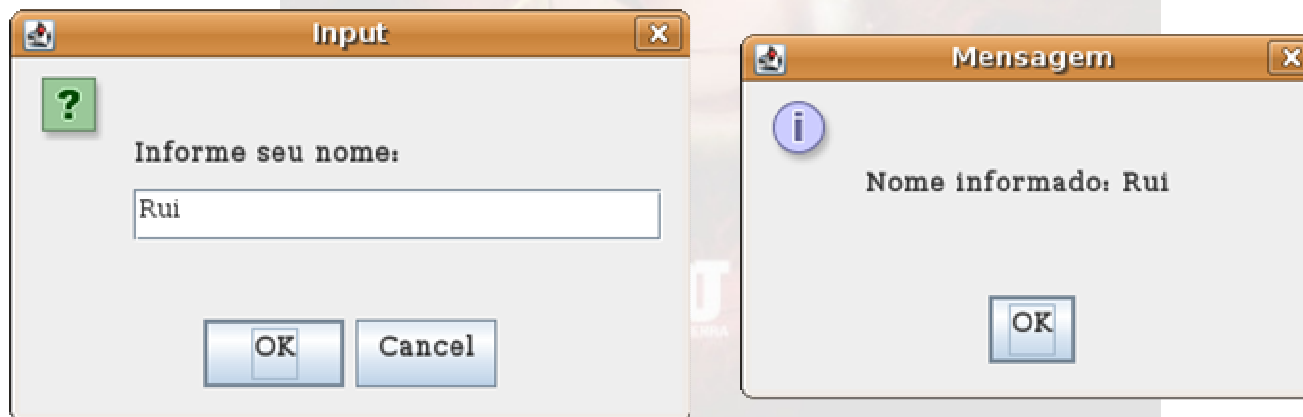 Input
Informe seu nome:
Rui
OK
Cancel
Mensagem
Nome informado: Rui
OK